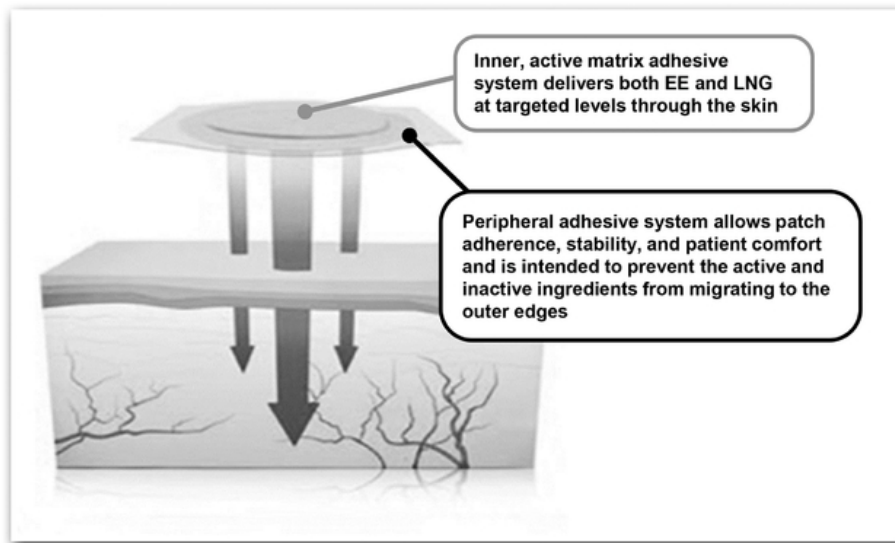 Inner, active matrix adhesive
system delivers both EE and LNG
at targeted levels through the skin
Peripheral adhesive system allows patch
adherence, stability, and patient comfort
and is intended to prevent the active and
inactive ingredients from migrating to the
outer edges